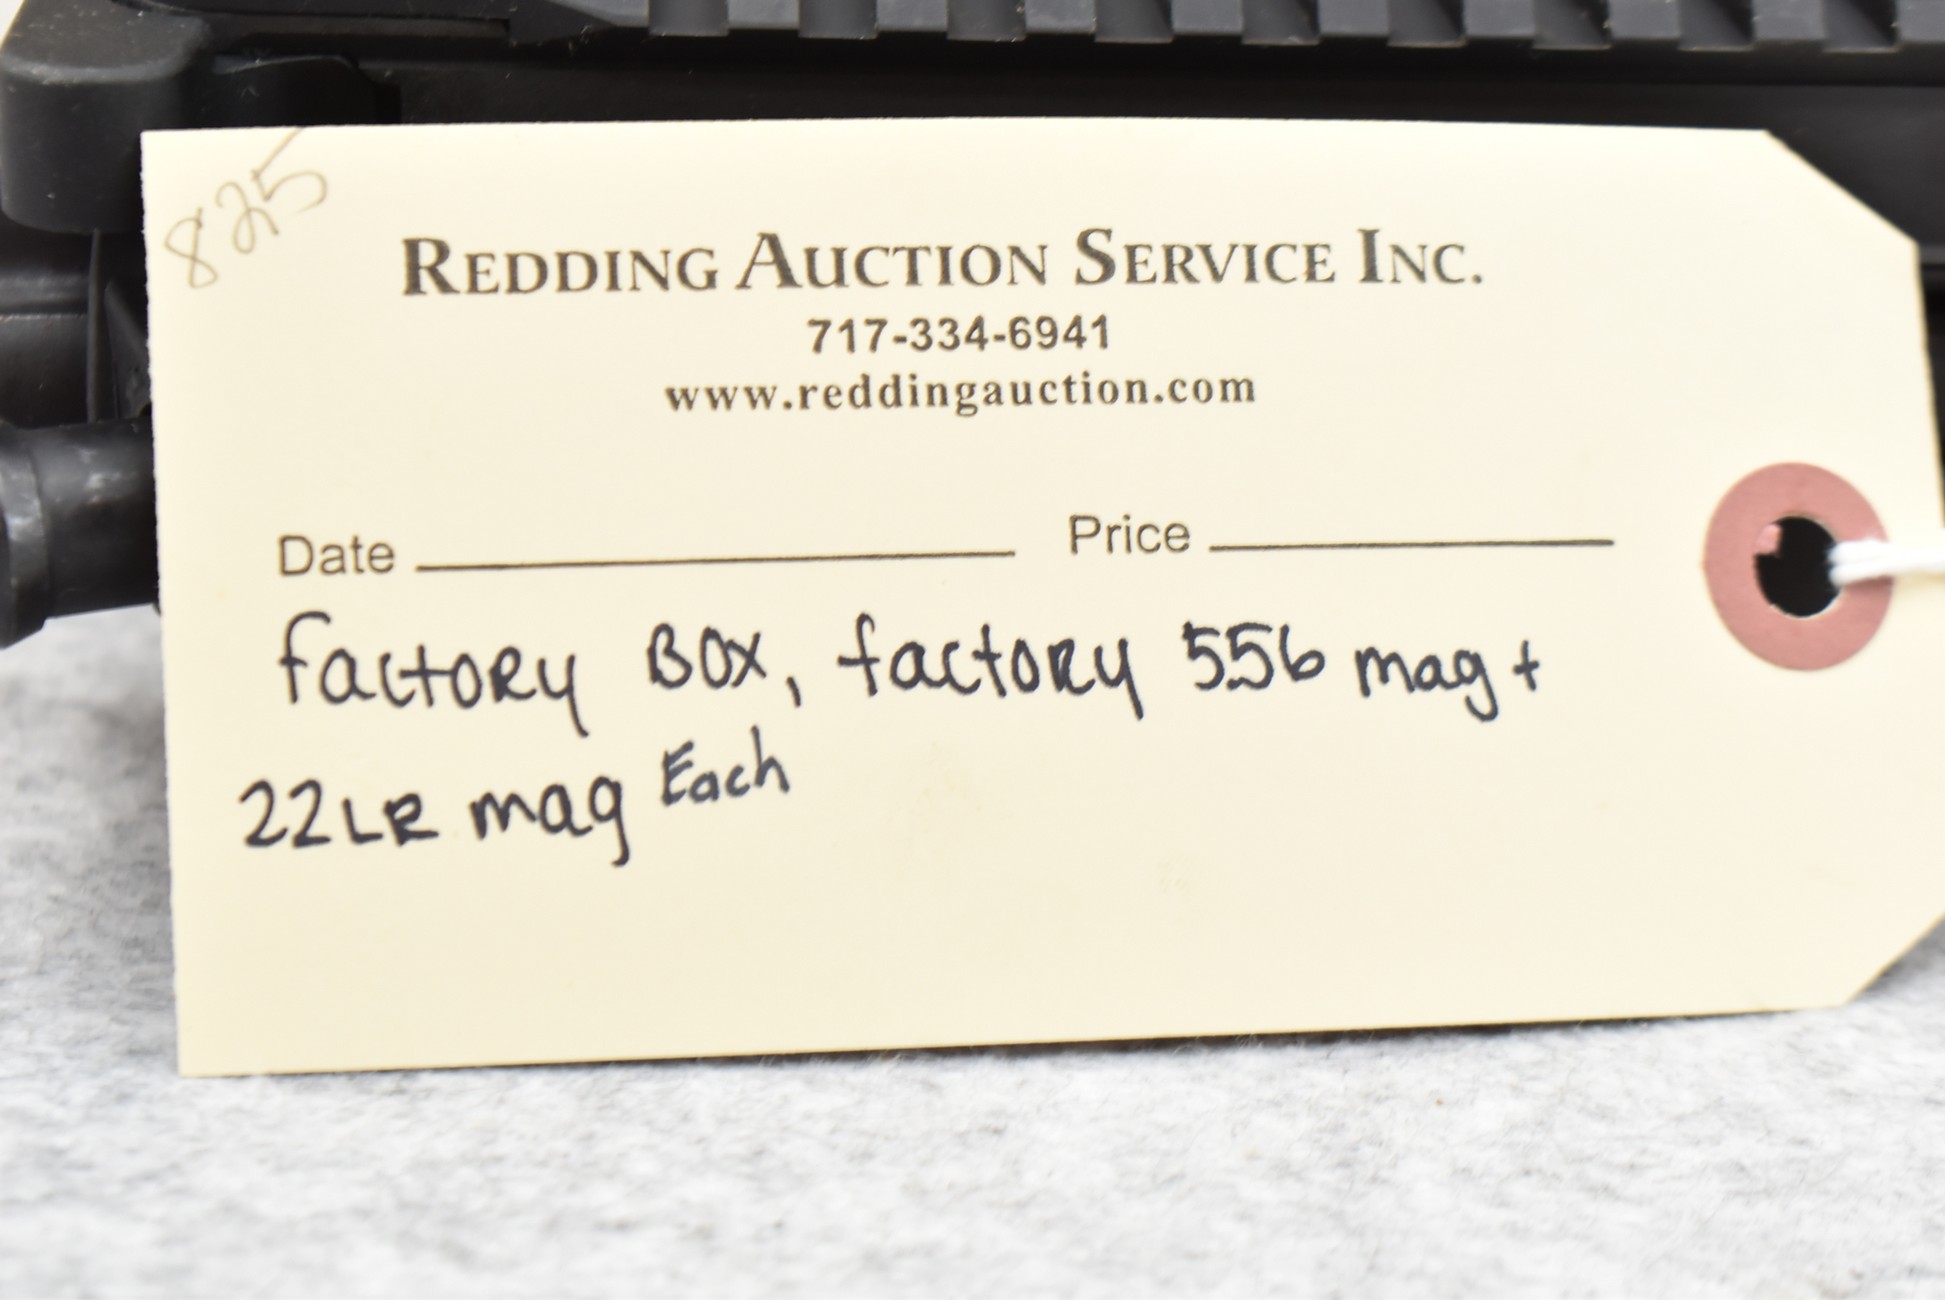 825
REDDING AUCTION SERVICE INC.
717-334-6941
www.reddingauction.com
Date Price
factory Box, factory 556 mag +
22LR mag Each